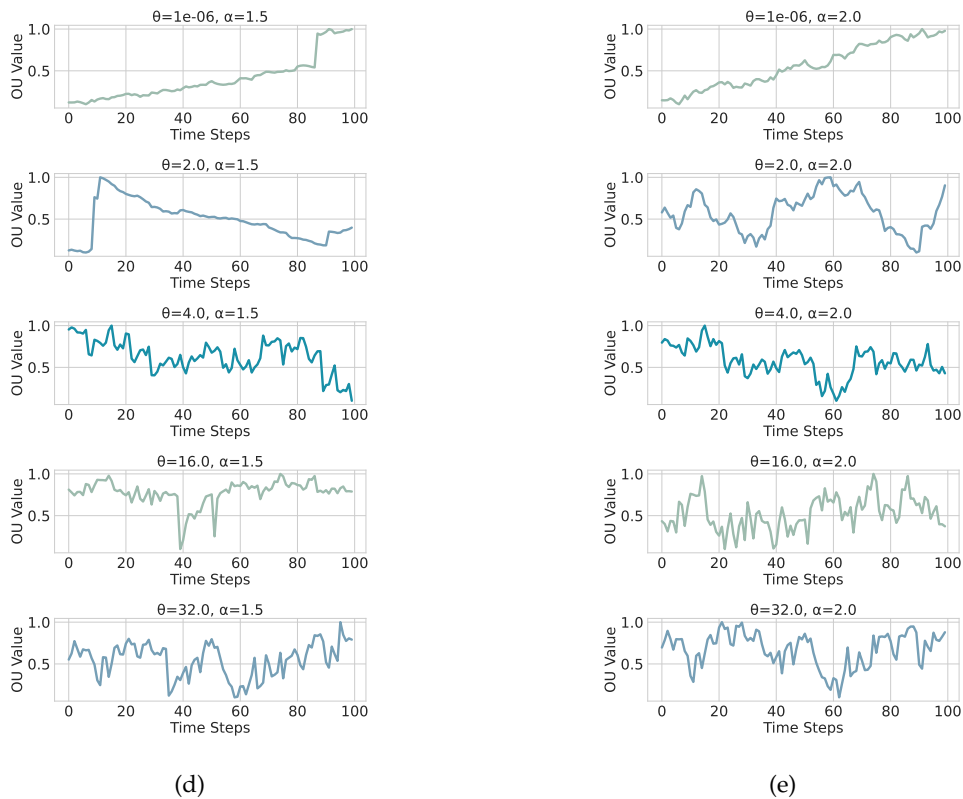 θ=1e-06, α=1.5
1.0
0.5
OU Value
0 20 40 60 80 100
Time Steps
θ=2.0, α=1.5
1.0
0.5
OU Value
0 20 40 60 80 100
Time Steps
θ=4.0, α=1.5
1.0
0.5
OU Value
0 20 40 60 80 100
Time Steps
θ=16.0, α=1.5
1.0
0.5
OU Value
0 20 40 60 80 100
Time Steps
θ=32.0, α=1.5
1.0
0.5
OU Value
0 20 40 60 80 100
Time Steps
(d)
θ=1e-06, α=2.0
1.0
0.5
OU Value
0 20 40 60 80 100
Time Steps
θ=2.0, α=2.0
1.0
0.5
OU Value
0 20 40 60 80 100
Time Steps
θ=4.0, α=2.0
1.0
0.5
OU Value
0 20 40 60 80 100
Time Steps
θ=16.0, α=2.0
1.0
0.5
OU Value
0 20 40 60 80 100
Time Steps
θ=32.0, α=2.0
1.0
0.5
OU Value
0 20 40 60 80 100
Time Steps
(e)